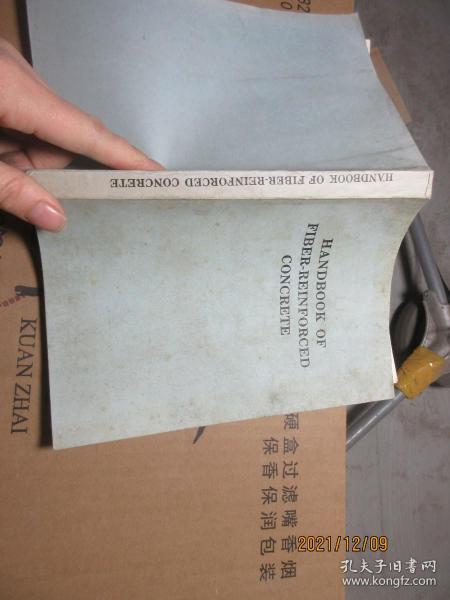 HANDBOOK OF FIBER-REINFORCED CONCRETE
HANDBOOK OF
FIBER-REINFORCED
CONCRETE
KUAN ZHAI
硬盒过滤嘴香烟
保香保润包装
2021/12/09
孔夫子旧书网
www.kongfz.com